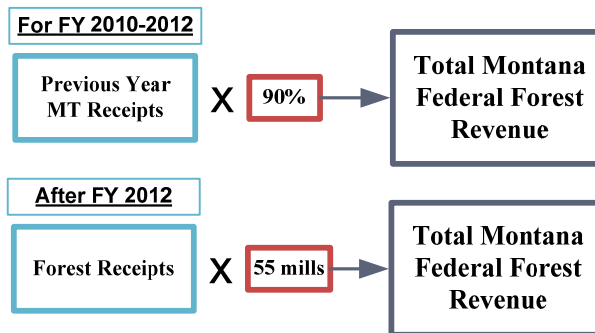 For FY 2010-2012
Previous Year
MT Receipts
X
90%
Total Montana
Federal Forest
Revenue
After FY 2012
Forest Receipts
X
55 mills
Total Montana
Federal Forest
Revenue